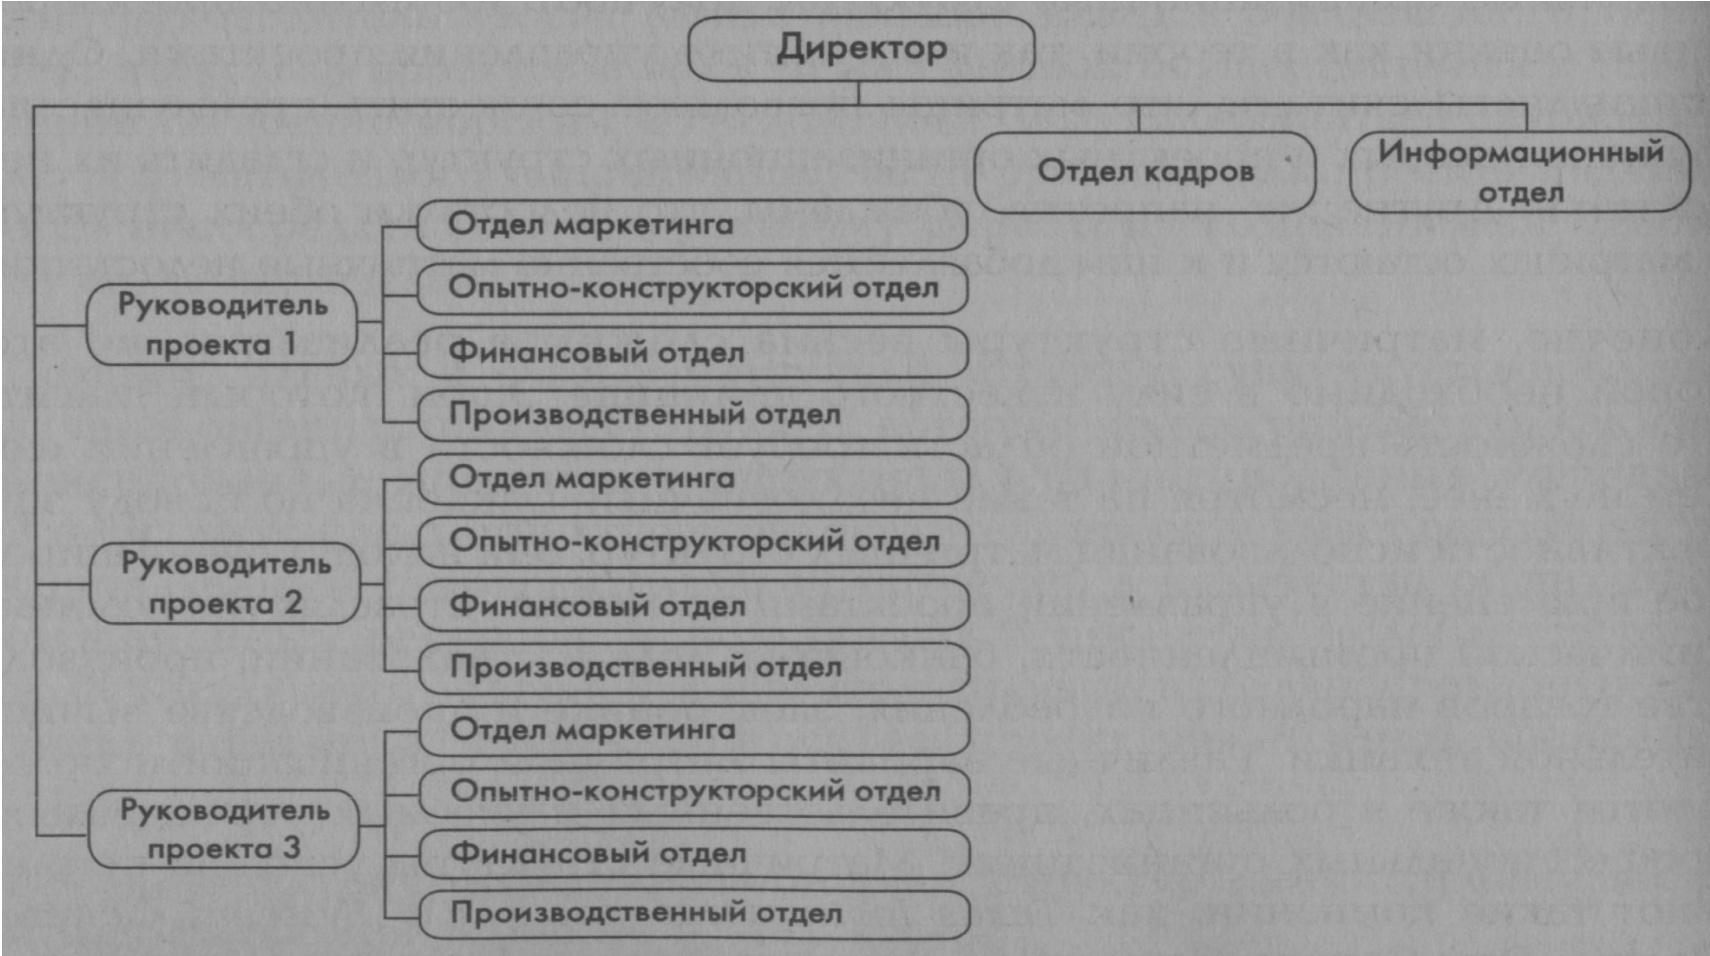 Директор
Отдел кадров
Информационный
отдел
Руководитель
проекта 1
Отдел маркетинга
Опытно-конструкторский отдел
Финансовый отдел
Производственный отдел
Руководитель
проекта 2
Отдел маркетинга
Опытно-конструкторский отдел
Финансовый отдел
Производственный отдел
Руководитель
проекта 3
Отдел маркетинга
Опытно-конструкторский отдел
Финансовый отдел
Производственный отдел